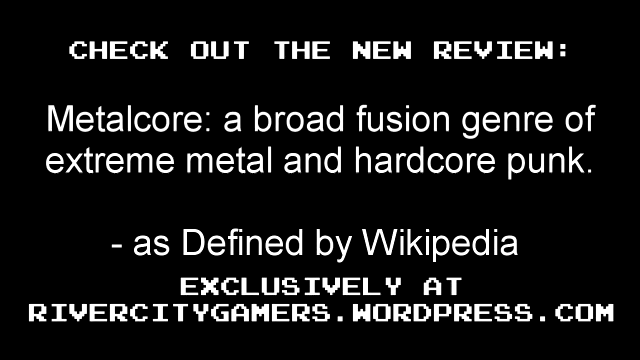 CHECK OUT THE NEW REVIEW:
Metalcore: a broad fusion genre of
extreme metal and hardcore punk.
- as Defined by Wikipedia
EXCLUSIVELY AT
RIVERCITYGAMERS.WORDPRESS.COM